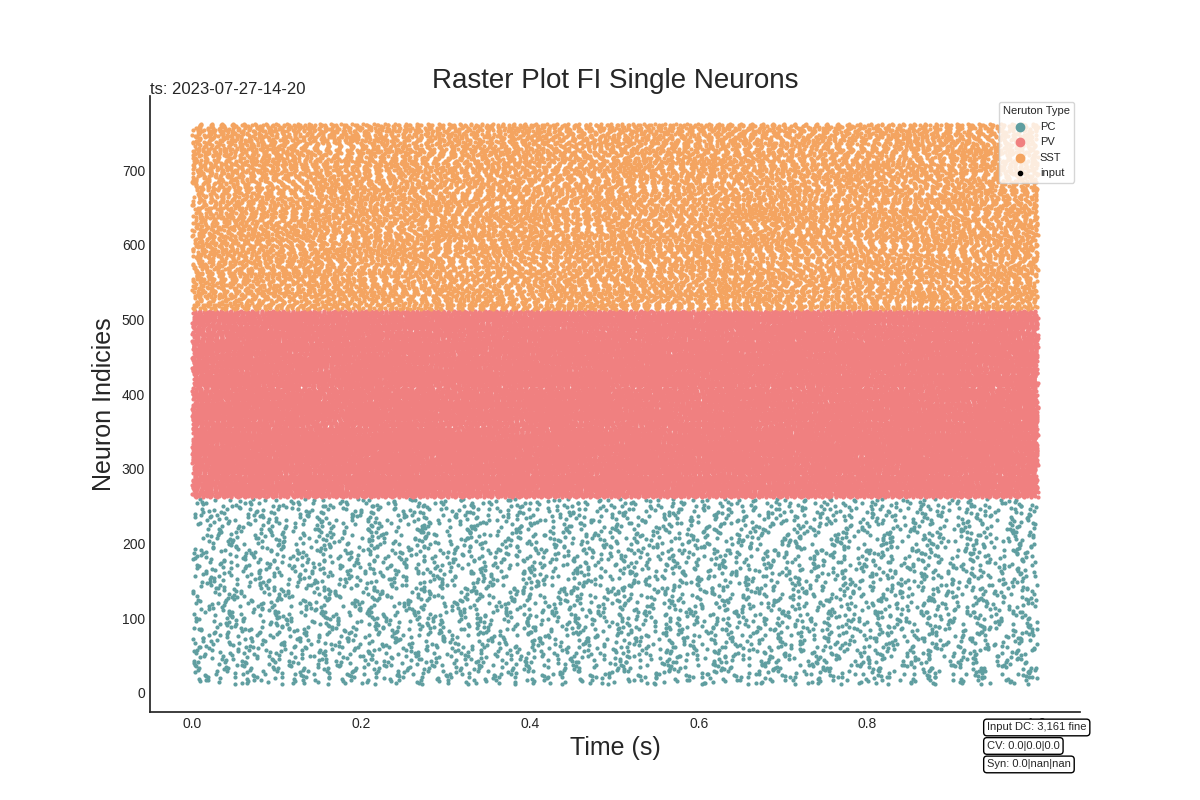 Raster Plot FI Single Neurons
ts: 2023-07-27-14-20
Neruton Type
PC
PV
SST
input
Neuron Indicies
700
600
500
400
300
200
100
0
0.0 0.2 0.4 0.6 0.8
Time (s)
Input DC: 3,161 fine
CV: 0.0|0.0|0.0
Syn: 0.0|nan|nan